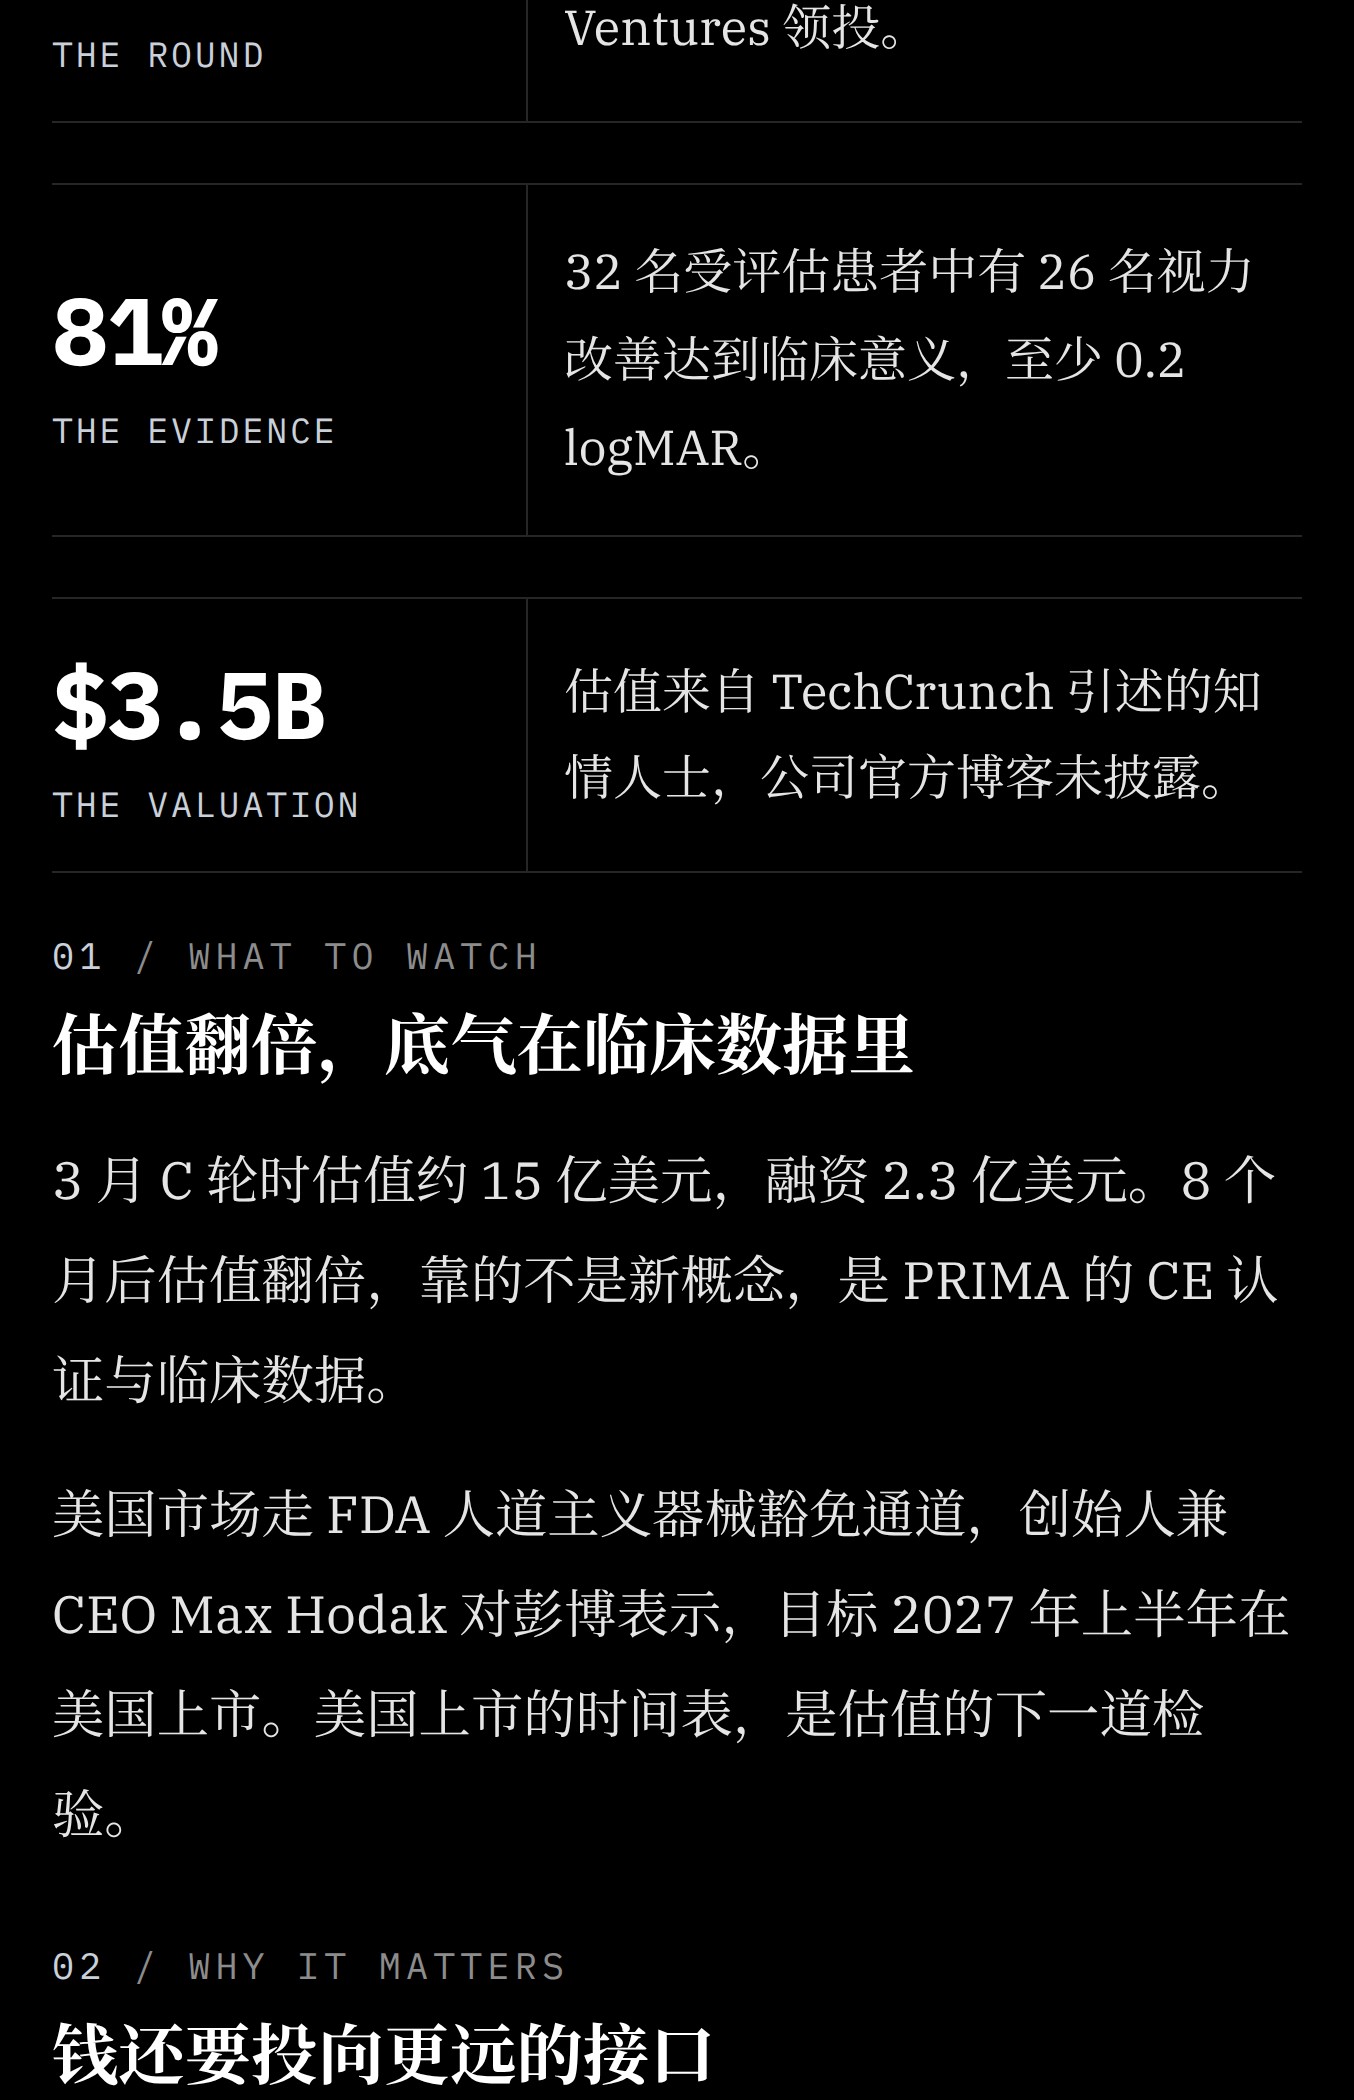 Ventures 领投。
THE ROUND
81%
THE EVIDENCE
32 名受评估患者中有 26 名视力
改善达到临床意义，至少 0.2
logMAR。
$3.5B
THE VALUATION
估值来自 TechCrunch 引述的知
情人士，公司官方博客未披露。
01 / WHAT TO WATCH
估值翻倍，底气在临床数据里
3 月 C 轮时估值约 15 亿美元，融资 2.3 亿美元。8 个
月后估值翻倍，靠的不是新概念，是 PRIMA 的 CE 认
证与临床数据。
美国市场走 FDA 人道主义器械豁免通道，创始人兼
CEO Max Hodak 对彭博表示，目标 2027 年上半年在
美国上市。美国上市的时间表，是估值的下一道检
验。
02 / WHY IT MATTERS
钱还要投向更远的接口